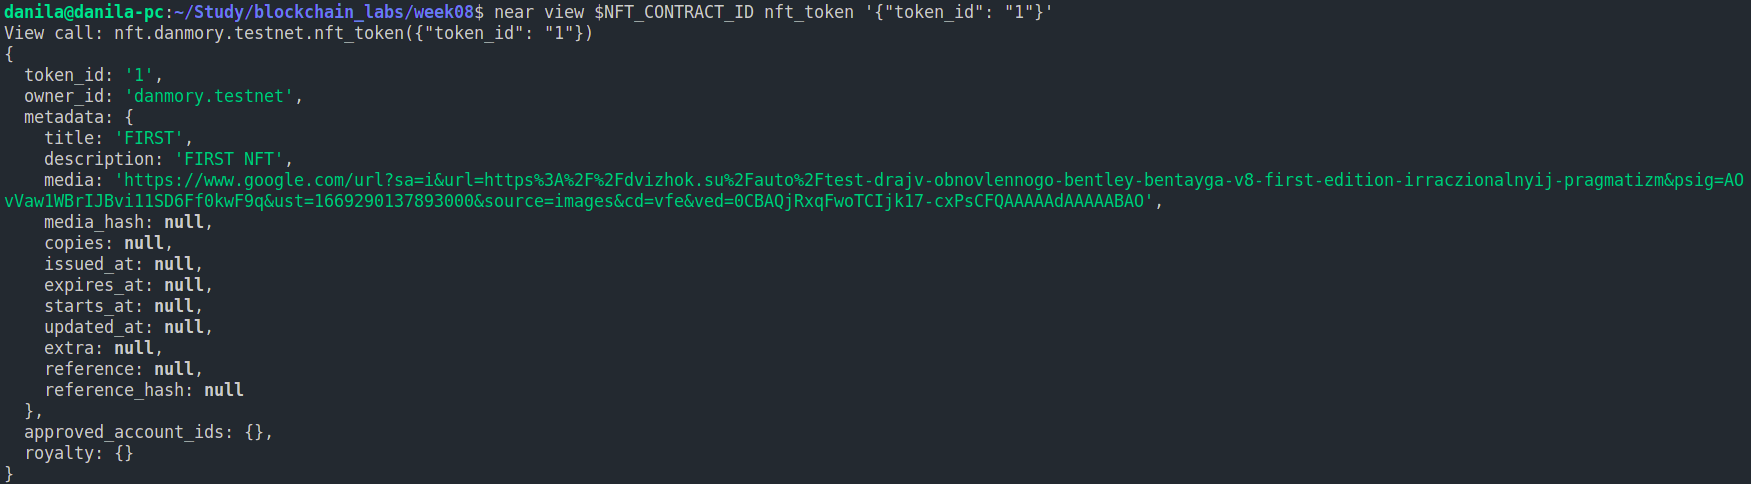 danila@danila-pc:~/Study/blockchain_labs/week08$ near view $NFT_CONTRACT_ID nft_token '{"token_id": "1"}'
View call: nft.danmory.testnet.nft_token({"token_id": "1"})
{
  token_id: '1',
  owner_id: 'danmory.testnet',
  metadata: {
    title: 'FIRST',
    description: 'FIRST NFT',
    media: 'https://www.google.com/url?sa=i&url=https%3A%2F%2Fdvizhok.su%2Fauto%2Ftest-drajv-obnovlennogo-bentley-bentayga-v8-first-edition-irraczionalnyij-pragmatizm&psig=AO
vVaw1WBrIJBvi11SD6Ff0kwF9q&ust=1669290137893000&source=images&cd=vfe&ved=0CBAQjRxqFwoTCIjk17-cxPsCFQAAAAAdAAAAABAO',
    media_hash: null,
    copies: null,
    issued_at: null,
    expires_at: null,
    starts_at: null,
    updated_at: null,
    extra: null,
    reference: null,
    reference_hash: null
  },
  approved_account_ids: {},
  royalty: {}
}